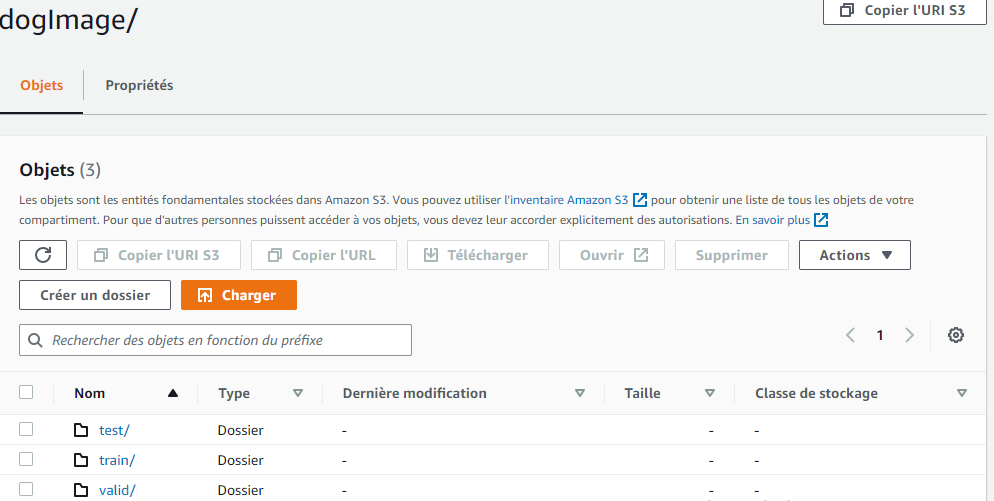 dogImage/
Copier l'URI S3
Objets
Propriétés
Objets (3)
Les objets sont les entités fondamentales stockées dans Amazon S3. Vous pouvez utiliser l'inventaire Amazon S3 pour obtenir une liste de tous les objets de votre
compartiment. Pour que d'autres personnes puissent accéder à vos objets, vous devez leur accorder explicitement des autorisations. En savoir plus
Copier l'URI S3 Copier l'URL Télécharger Ouvrir Supprimer Actions
Créer un dossier Charger
Rechercher des objets en fonction du préfixe
1
Nom Type Dernière modification Taille Classe de stockage
test/ Dossier - - -
train/ Dossier - - -
valid/ Dossier - - -